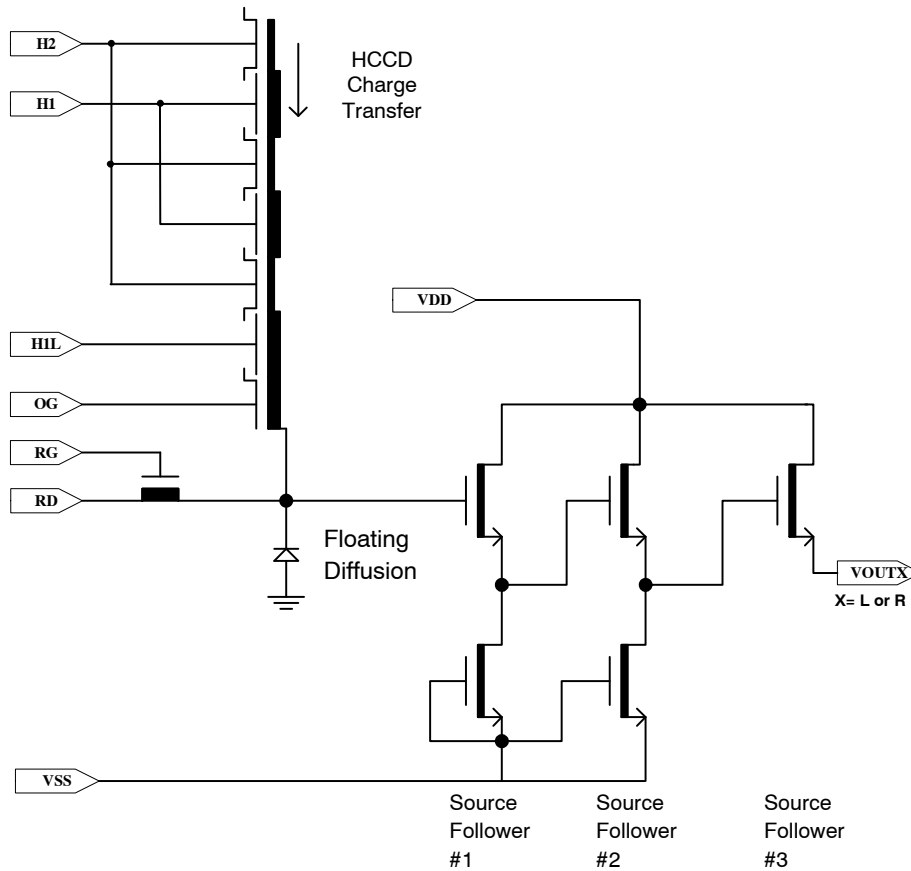 H2
HCCD
Charge
Transfer
H1
VDD
H1L
OG
RG
RD
Floating
Diffusion
VOUTX
X= L or R
VSS
Source
Follower
#1
Source
Follower
#2
Source
Follower
#3